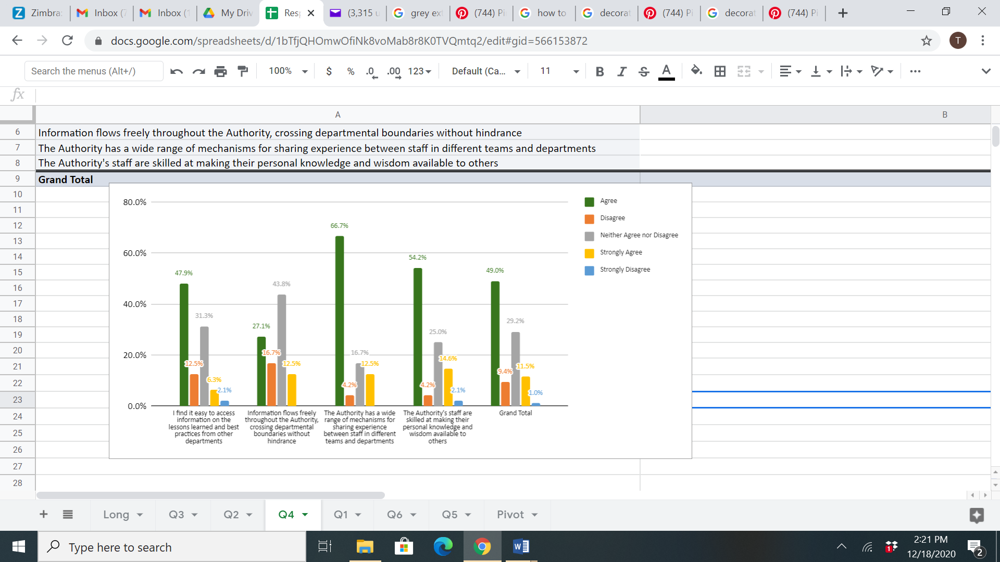 Zimbra:
Inbox (7
Inbox (1
My Driv
Res
(3,315 u
grey ext
(744) Pi
how to
decorat
(744) Pi
decorat
(744) Pi
docs.google.com/spreadsheets/d/1bTfjQHOmwOfiNk8voMab8r8K0TVQmtq2/edit#gid=566153872
T
Search the menus (Alt+/)
100%
$ % .0 .00 123
Default (Ca...
11
B I S A
fx
A B
6 Information flows freely throughout the Authority, crossing departmental boundaries without hindrance
7 The Authority has a wide range of mechanisms for sharing experience between staff in different teams and departments
8 The Authority's staff are skilled at making their personal knowledge and wisdom available to others
9 Grand Total
10
11
12
13
14
15
16
17
18
19
20
21
22
23
24
25
26
27
28
80.0%
60.0%
40.0%
20.0%
0.0%
47.9%
12.5%
31.3%
6.3%
2.1%
27.1%
16.7%
43.8%
12.5%
66.7%
4.2%
16.7%
12.5%
54.2%
4.2%
25.0%
14.6%
2.1%
49.0%
9.4%
29.2%
11.5%
1.0%
I find it easy to access
information on the
lessons learned and best
practices from other
departments
Information flows freely
throughout the Authority,
crossing departmental
boundaries without
hindrance
The Authority has a wide
range of mechanisms for
sharing experience
between staff in different
teams and departments
The Authority's staff are
skilled at making their
personal knowledge and
wisdom available to
others
Grand Total
Agree
Disagree
Neither Agree nor Disagree
Strongly Agree
Strongly Disagree
Long
Q3
Q2
Q4
Q1
Q6
Q5
Pivot
Type here to search
1
2:21 PM
12/18/2020
2